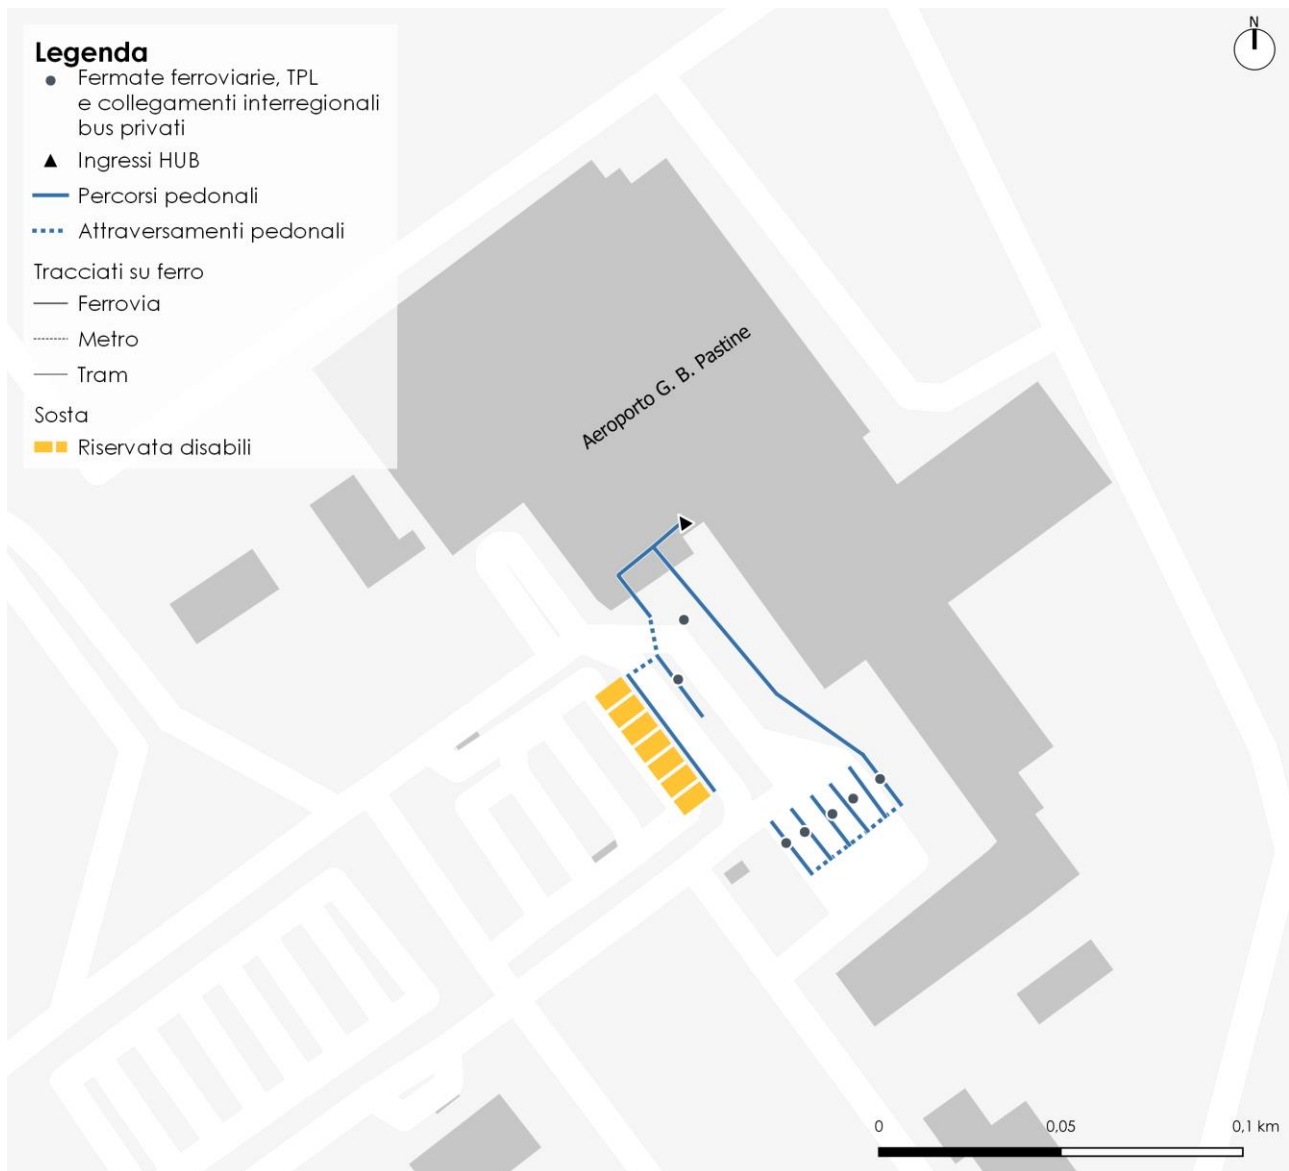 Legenda
Fermate ferroviarie, TPL
e collegamenti interregionali
bus privati
Ingressi HUB
Percorsi pedonali
Attraversamenti pedonali
Tracciati su ferro
Ferrovia
Metro
Tram
Sosta
Riservata disabili
N
Aeroporto G. B. Pastine
0 0,05 0,1 km